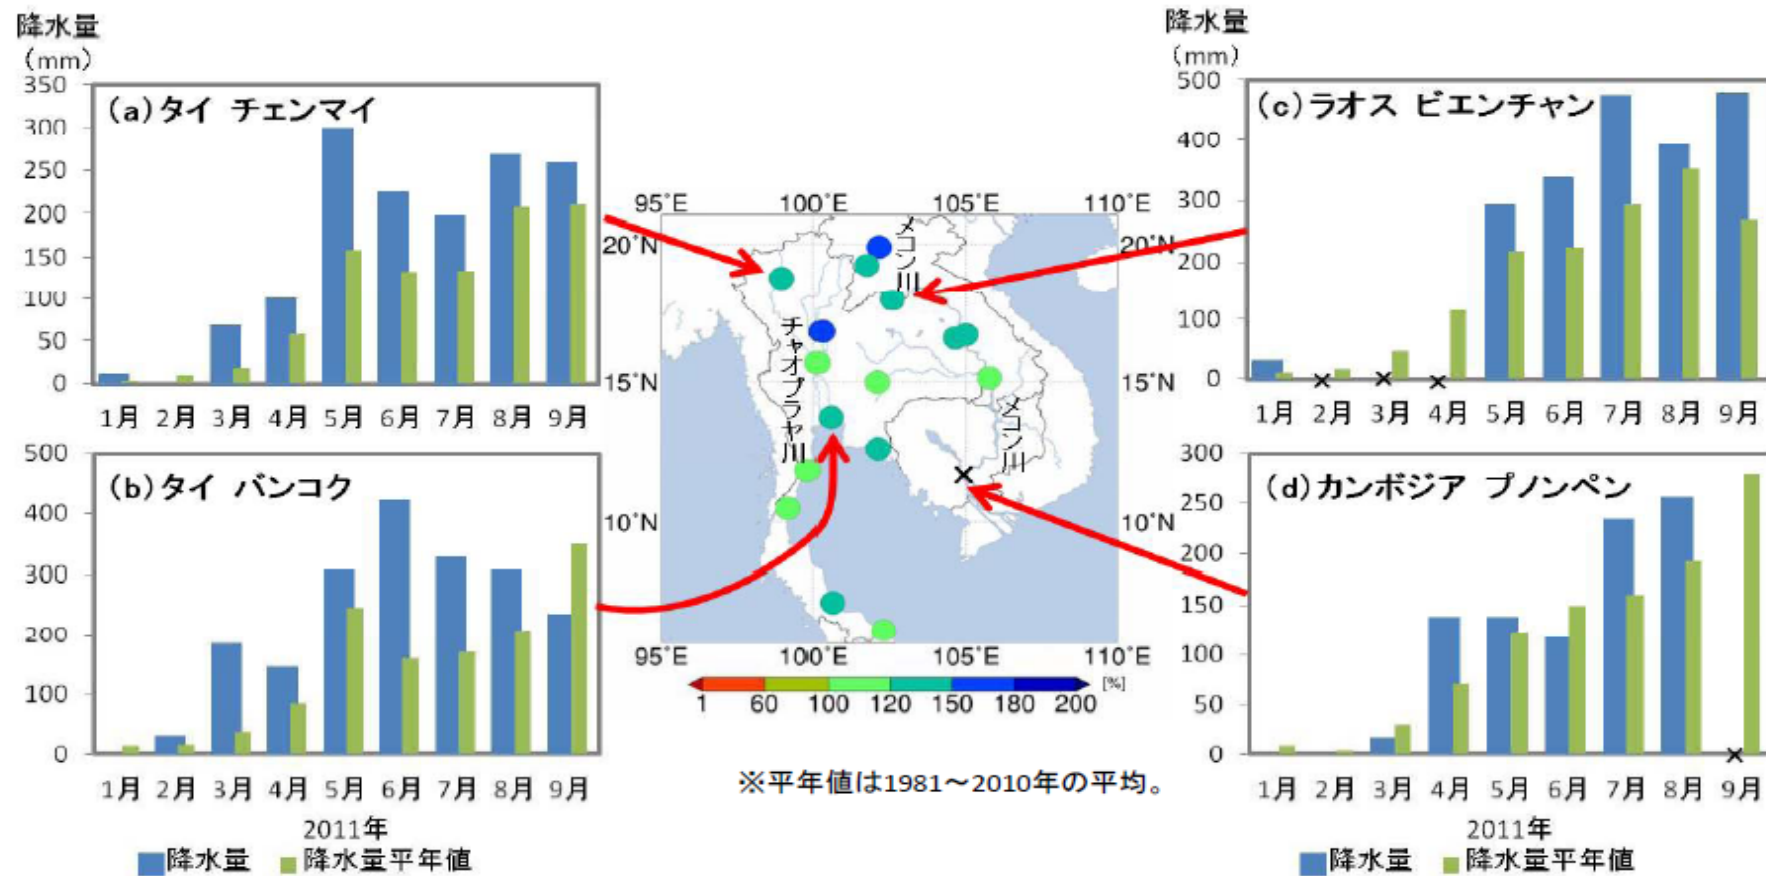 降水量
(mm)
(a)タイ チェンマイ
350
300
250
200
150
100
50
0
1月 2月 3月 4月 5月 6月 7月 8月 9月
(b)タイ バンコク
500
400
300
200
100
0
1月 2月 3月 4月 5月 6月 7月 8月 9月
2011年
降水量 降水量平年値
95°E 100°E 105°E 110°E
20°N 20°N
15°N 15°N
10°N 10°N
メコン川
チャオプラヤ川
メコン川
95°E 100°E 105°E 110°E
[%]
1 60 100 120 150 180 200
※平年値は1981~2010年の平均。
降水量
(mm)
(c)ラオス ビエンチャン
500
400
300
200
100
0
1月 2月 3月 4月 5月 6月 7月 8月 9月
(d)カンボジア プノンペン
300
250
200
150
100
50
0
1月 2月 3月 4月 5月 6月 7月 8月 9月
2011年
降水量 降水量平年値